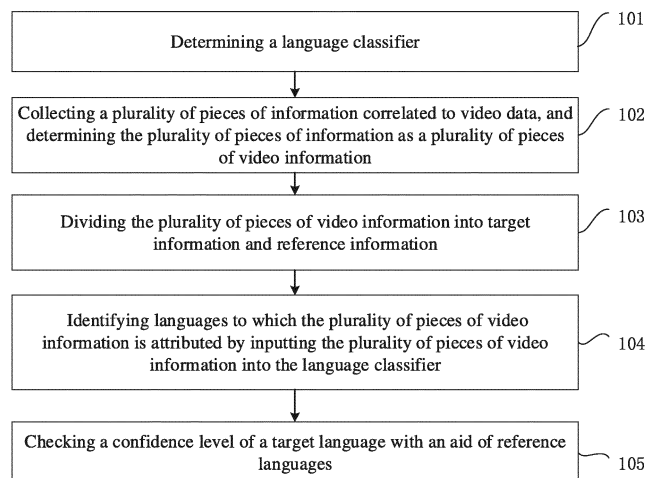 101
Determining a language classifier
Collecting a plurality of pieces of information correlated to video data, and
determining the plurality of pieces of information as a plurality of pieces
of video information
102
Dividing the plurality of pieces of video information into target
information and reference information
103
Identifying languages to which the plurality of pieces of video
information is attributed by inputting the plurality of pieces of video
information into the language classifier
104
Checking a confidence level of a target language with an aid of reference
languages
105